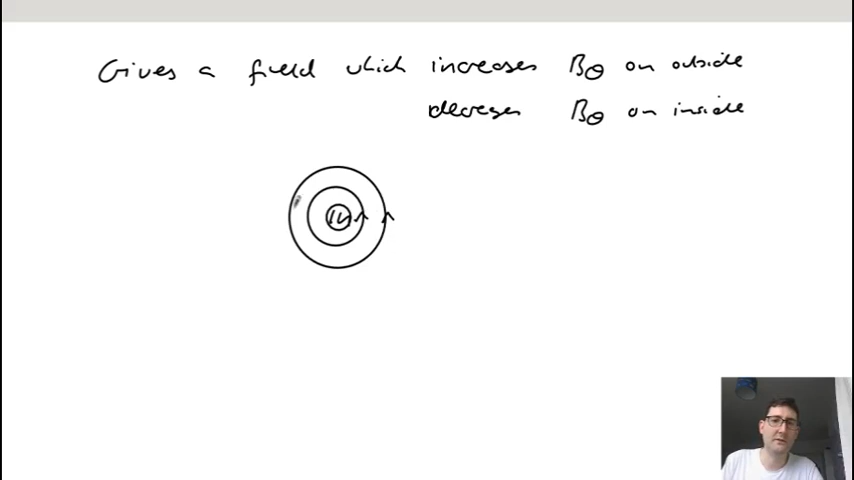 Gives a field which increases Bθ on outside
decreases Bθ on inside